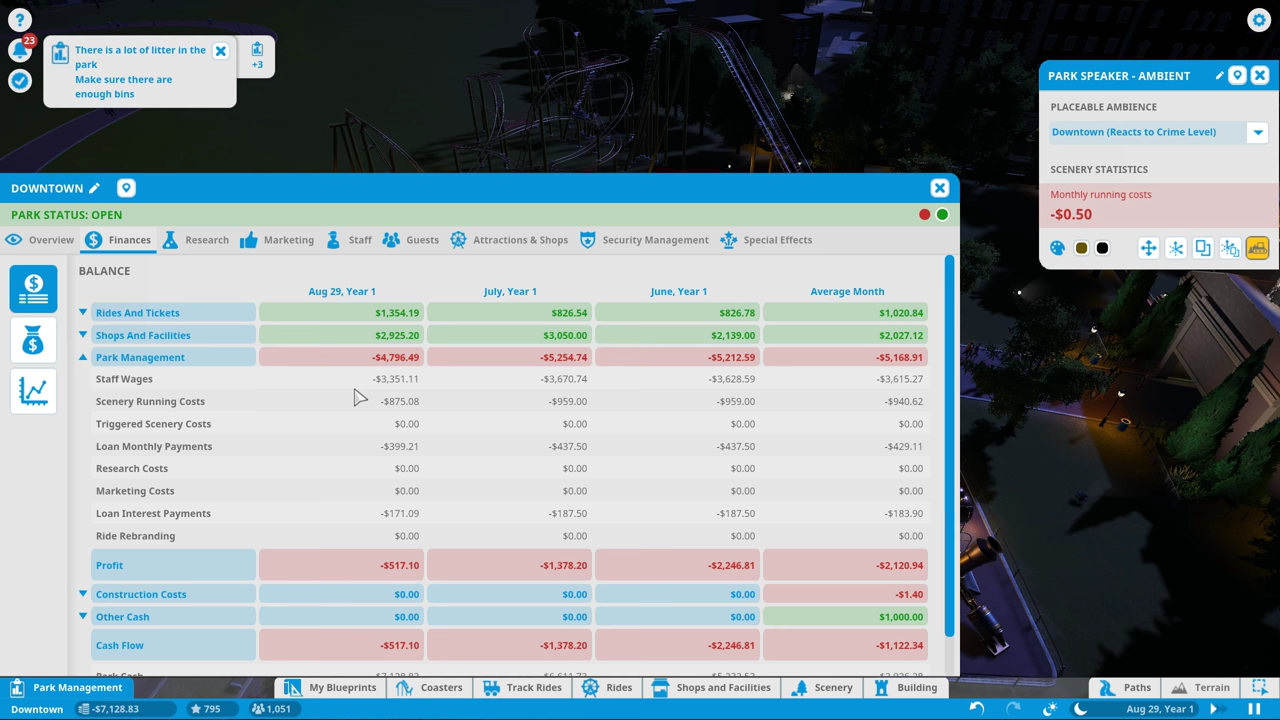 ?
23
There is a lot of litter in the
park
Make sure there are
enough bins
+3
PARK SPEAKER - AMBIENT
PLACEABLE AMBIENCE
Downtown (Reacts to Crime Level)
SCENERY STATISTICS
Monthly running costs
-$0.50
DOWNTOWN
PARK STATUS: OPEN
Overview Finances Research Marketing Staff Guests Attractions & Shops Security Management Special Effects
BALANCE
Aug 29, Year 1 July, Year 1 June, Year 1 Average Month
Rides And Tickets $1,354.19 $826.54 $826.78 $1,020.84
Shops And Facilities $2,925.20 $3,050.00 $2,139.00 $2,027.12
Park Management -$4,796.49 -$5,254.74 -$5,212.59 -$5,168.91
Staff Wages -$3,351.11 -$3,670.74 -$3,628.59 -$3,615.27
Scenery Running Costs -$875.08 -$959.00 -$959.00 -$940.62
Triggered Scenery Costs $0.00 $0.00 $0.00 $0.00
Loan Monthly Payments -$399.21 -$437.50 -$437.50 -$429.11
Research Costs $0.00 $0.00 $0.00 $0.00
Marketing Costs $0.00 $0.00 $0.00 $0.00
Loan Interest Payments -$171.09 -$187.50 -$187.50 -$183.90
Ride Rebranding $0.00 $0.00 $0.00 $0.00
Profit -$517.10 -$1,378.20 -$2,246.81 -$2,120.94
Construction Costs $0.00 $0.00 $0.00 -$1.40
Other Cash $0.00 $0.00 $0.00 $1,000.00
Cash Flow -$517.10 -$1,378.20 -$2,246.81 -$1,122.34
Park Management My Blueprints Coasters Track Rides Rides Shops and Facilities Scenery Building Paths Terrain
Downtown -$7,128.83 795 1,051 Aug 29, Year 1